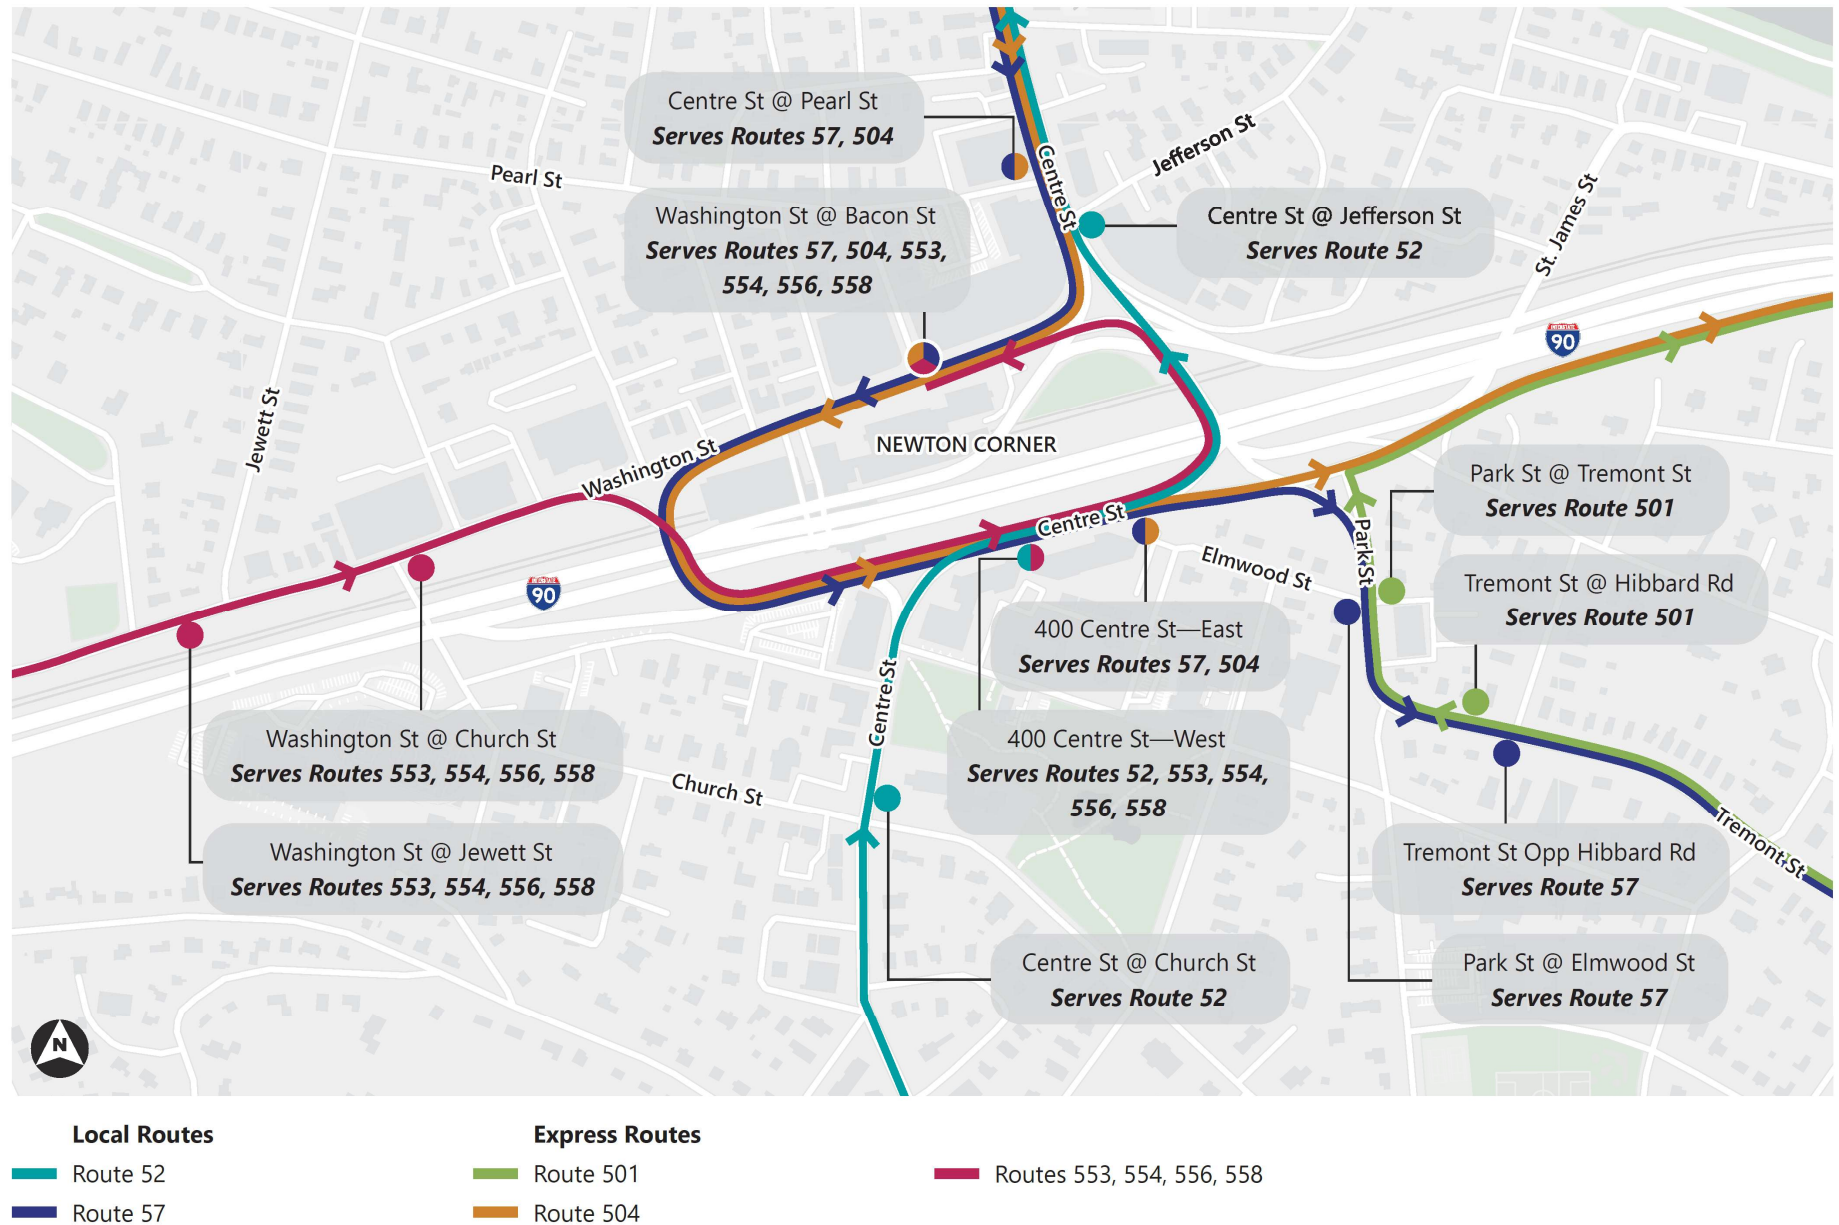 Centre St @ Pearl St
Serves Routes 57, 504
Jefferson St
Pearl St
Centre St
Washington St @ Bacon St
Serves Routes 57, 504, 553,
554, 556, 558
Centre St @ Jefferson St
Serves Route 52
St. James St
INTERSTATE
90
Jewett St
Washington St
NEWTON CORNER
Centre St
Park St @ Tremont St
Serves Route 501
Elmwood St
Park St
INTERSTATE
90
Tremont St @ Hibbard Rd
Serves Route 501
400 Centre St—East
Serves Routes 57, 504
Centre St
Washington St @ Church St
Serves Routes 553, 554, 556, 558
400 Centre St—West
Serves Routes 52, 553, 554,
556, 558
Church St
Tremont St
Washington St @ Jewett St
Serves Routes 553, 554, 556, 558
Tremont St Opp Hibbard Rd
Serves Route 57
Centre St @ Church St
Serves Route 52
Park St @ Elmwood St
Serves Route 57
N
Local Routes
Express Routes
Route 52
Route 501
Routes 553, 554, 556, 558
Route 57
Route 504